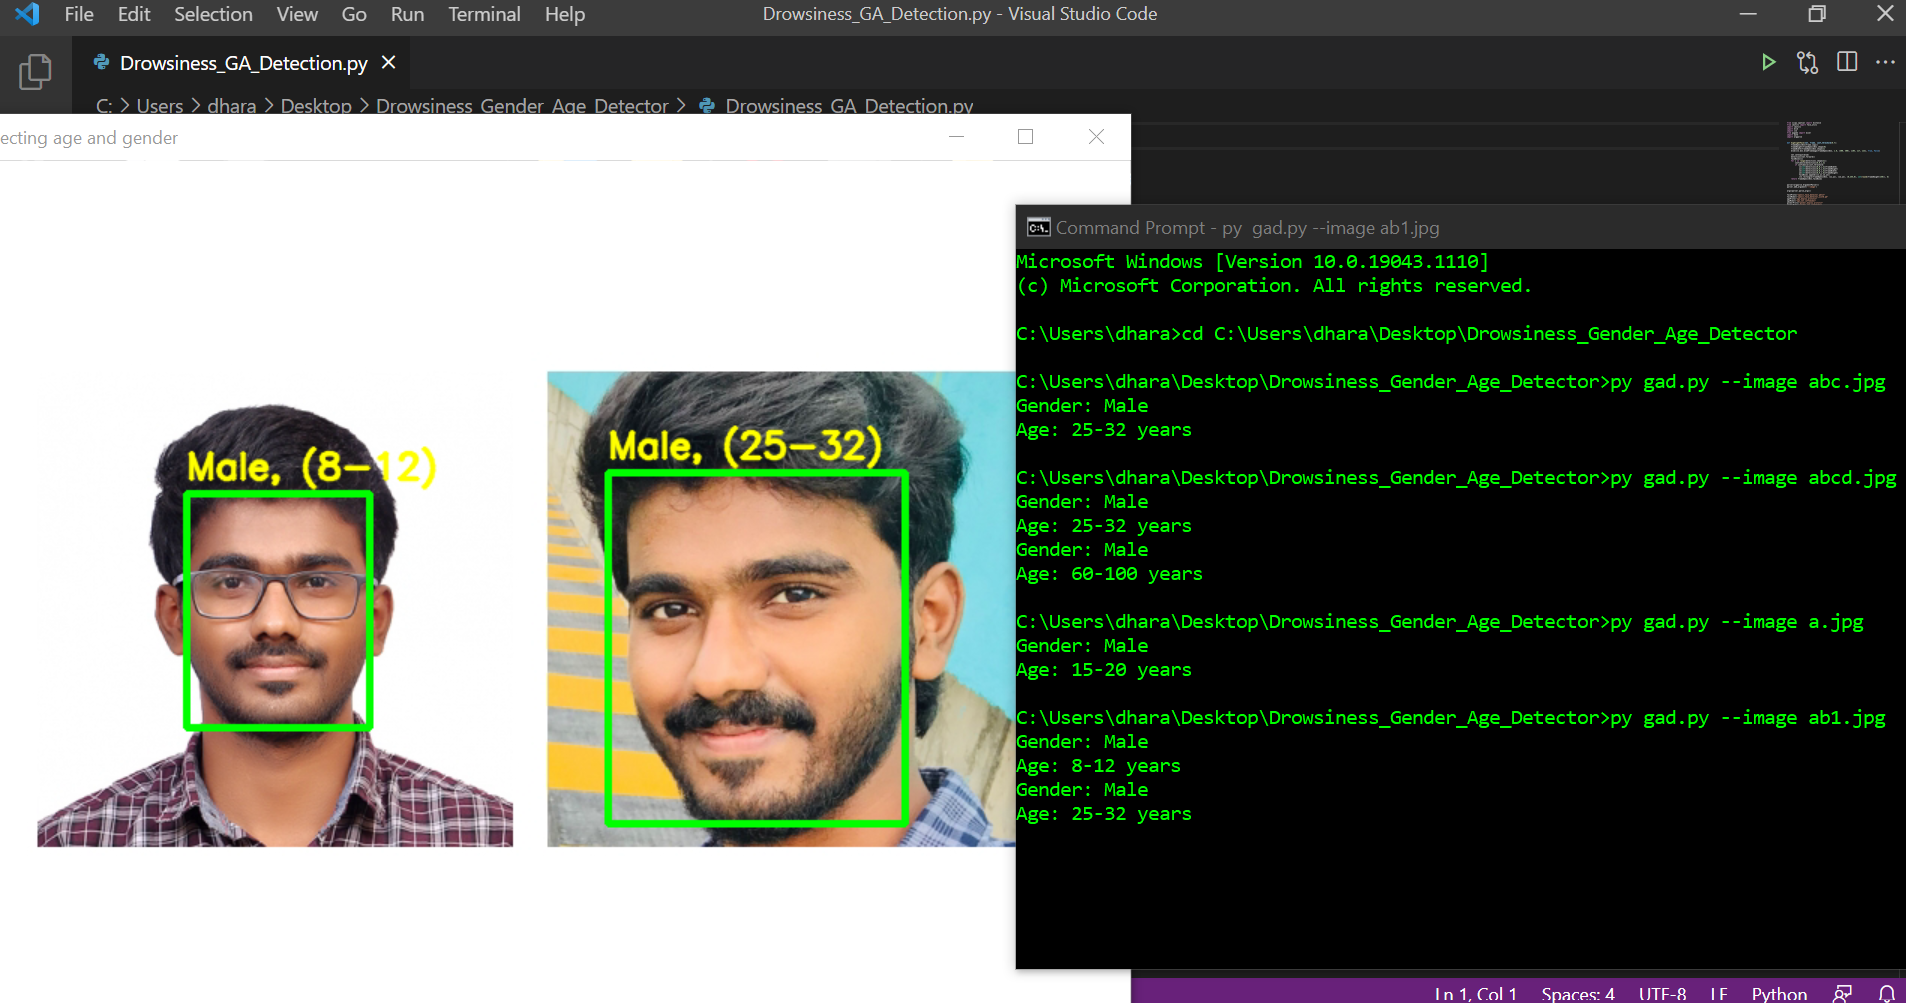 File Edit Selection View Go Run Terminal Help
Drowsiness_GA_Detection.py - Visual Studio Code
Drowsiness_GA_Detection.py
C: > Users > dhara > Desktop > Drowsiness_Gender_Age_Detector > Drowsiness_GA_Detection.py
ecting age and gender
Male, (8-12)
Male, (25-32)
Command Prompt - py gad.py --image ab1.jpg
Microsoft Windows [Version 10.0.19043.1110]
(c) Microsoft Corporation. All rights reserved.
C:\Users\dhara>cd C:\Users\dhara\Desktop\Drowsiness_Gender_Age_Detector
C:\Users\dhara\Desktop\Drowsiness_Gender_Age_Detector>py gad.py --image abc.jpg
Gender: Male
Age: 25-32 years
C:\Users\dhara\Desktop\Drowsiness_Gender_Age_Detector>py gad.py --image abcd.jpg
Gender: Male
Age: 25-32 years
Gender: Male
Age: 60-100 years
C:\Users\dhara\Desktop\Drowsiness_Gender_Age_Detector>py gad.py --image a.jpg
Gender: Male
Age: 15-20 years
C:\Users\dhara\Desktop\Drowsiness_Gender_Age_Detector>py gad.py --image ab1.jpg
Gender: Male
Age: 8-12 years
Gender: Male
Age: 25-32 years
Ln 1, Col 1 Spaces: 4 UTF-8 LF Python